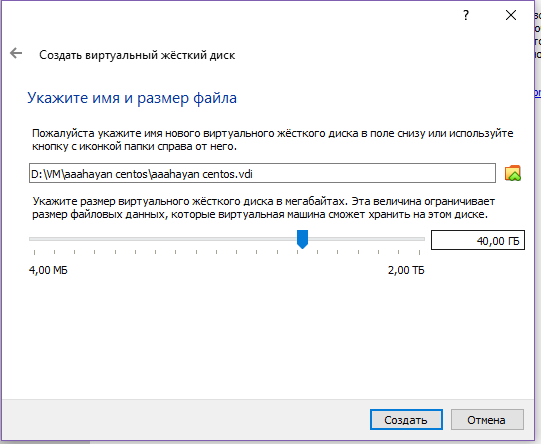 ?
Создать виртуальный жёсткий диск
Укажите имя и размер файла
Пожалуйста укажите имя нового виртуального жёсткого диска в поле снизу или используйте
кнопку с иконкой папки справа от него.
D:\VM\aaahayan centos\aaahayan centos.vdi
Укажите размер виртуального жёсткого диска в мегабайтах. Эта величина ограничивает
размер файловых данных, которые виртуальная машина сможет хранить на этом диске.
40,00 ГБ
4,00 МБ
2,00 ТБ
Создать
Отмена